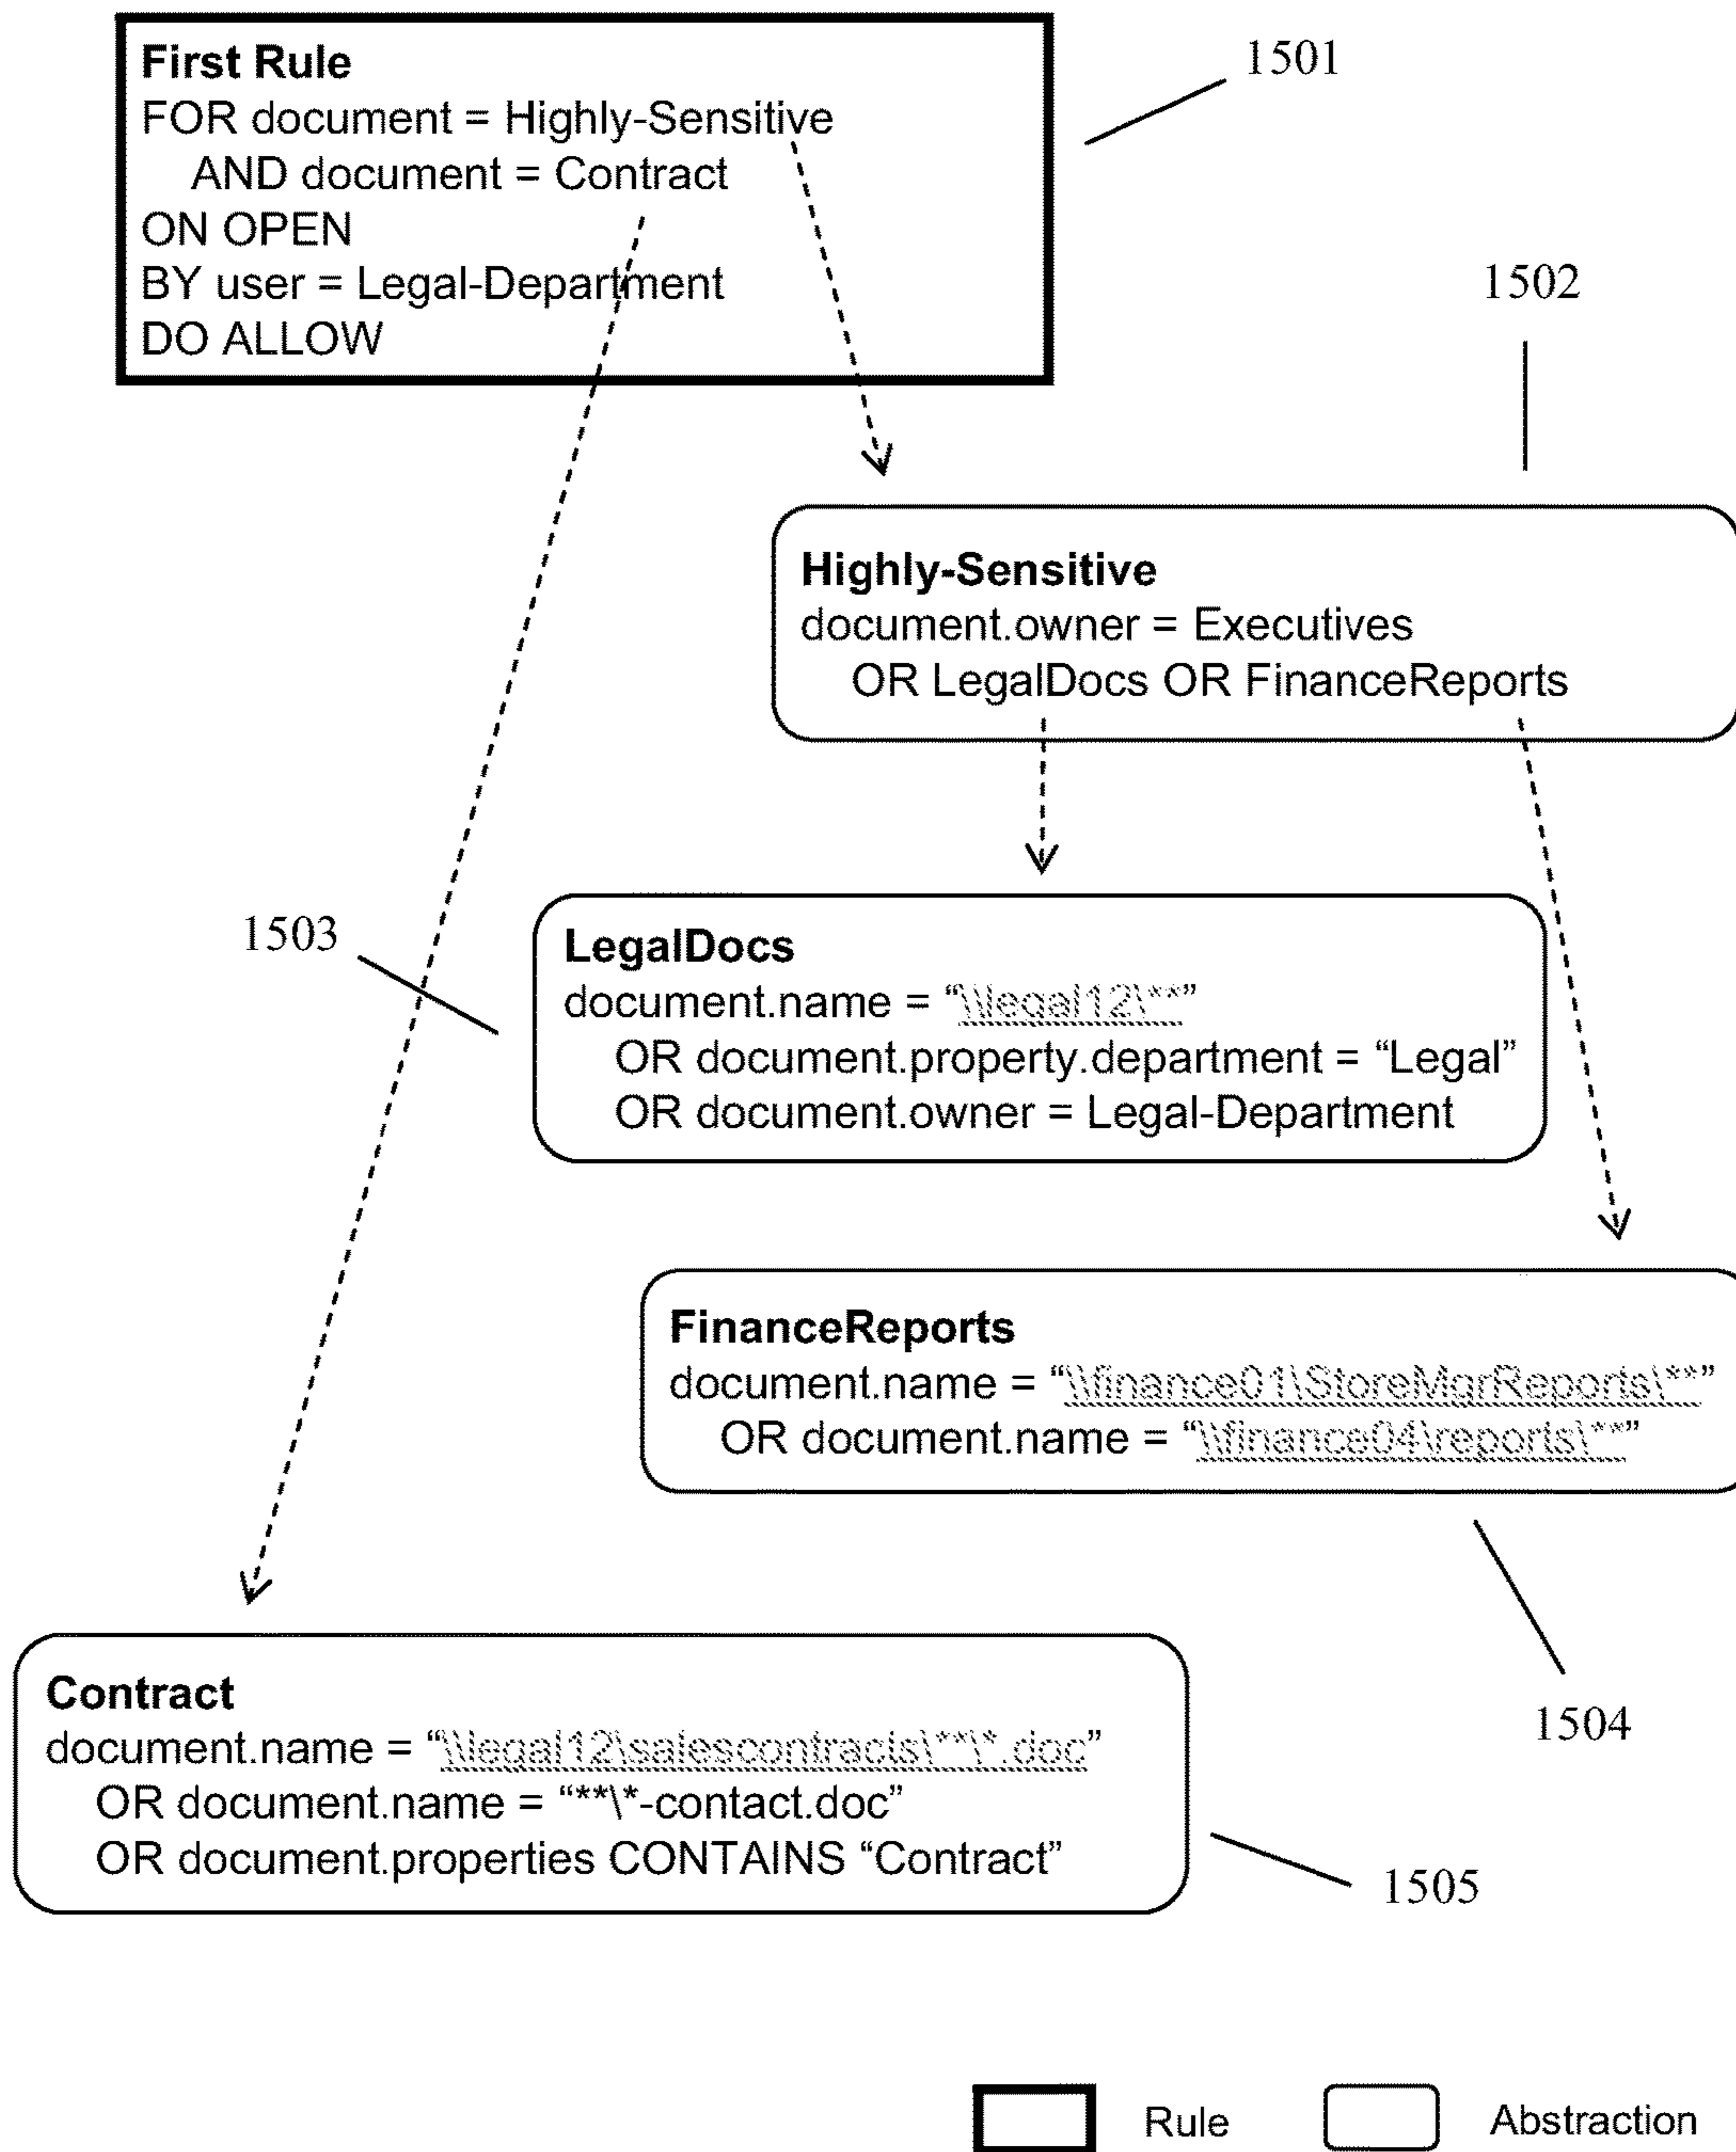 First Rule
FOR document = Highly-Sensitive
AND document = Contract
ON OPEN
BY user = Legal-Department
DO ALLOW
1501
1502
Highly-Sensitive
document.owner = Executives
OR LegalDocs OR FinanceReports
1503
LegalDocs
document.name = “\\legal12\**”
OR document.property.department = “Legal”
OR document.owner = Legal-Department
FinanceReports
document.name = “\\finance01\StoreMgrReports\**”
OR document.name = “\\finance04\reports\**”
1504
Contract
document.name = “\\legal12\salescontracts\**\*.doc”
OR document.name = “**\*-contact.doc”
OR document.properties CONTAINS “Contract”
1505
Rule
Abstraction